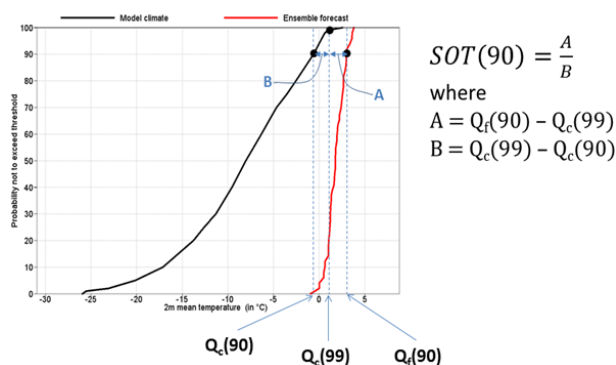 Model climate Ensemble forecast
100
90
80
70
60
50
40
30
20
10
0
Probability not to exceed threshold
B
A
-30 -25 -20 -15 -10 -5 0 5
2m mean temperature (in °C)
Q_c(90) Q_c(99) Q_f(90)
SOT(90) = A/B
where
A = Q_f(90) − Q_c(99)
B = Q_c(99) − Q_c(90)